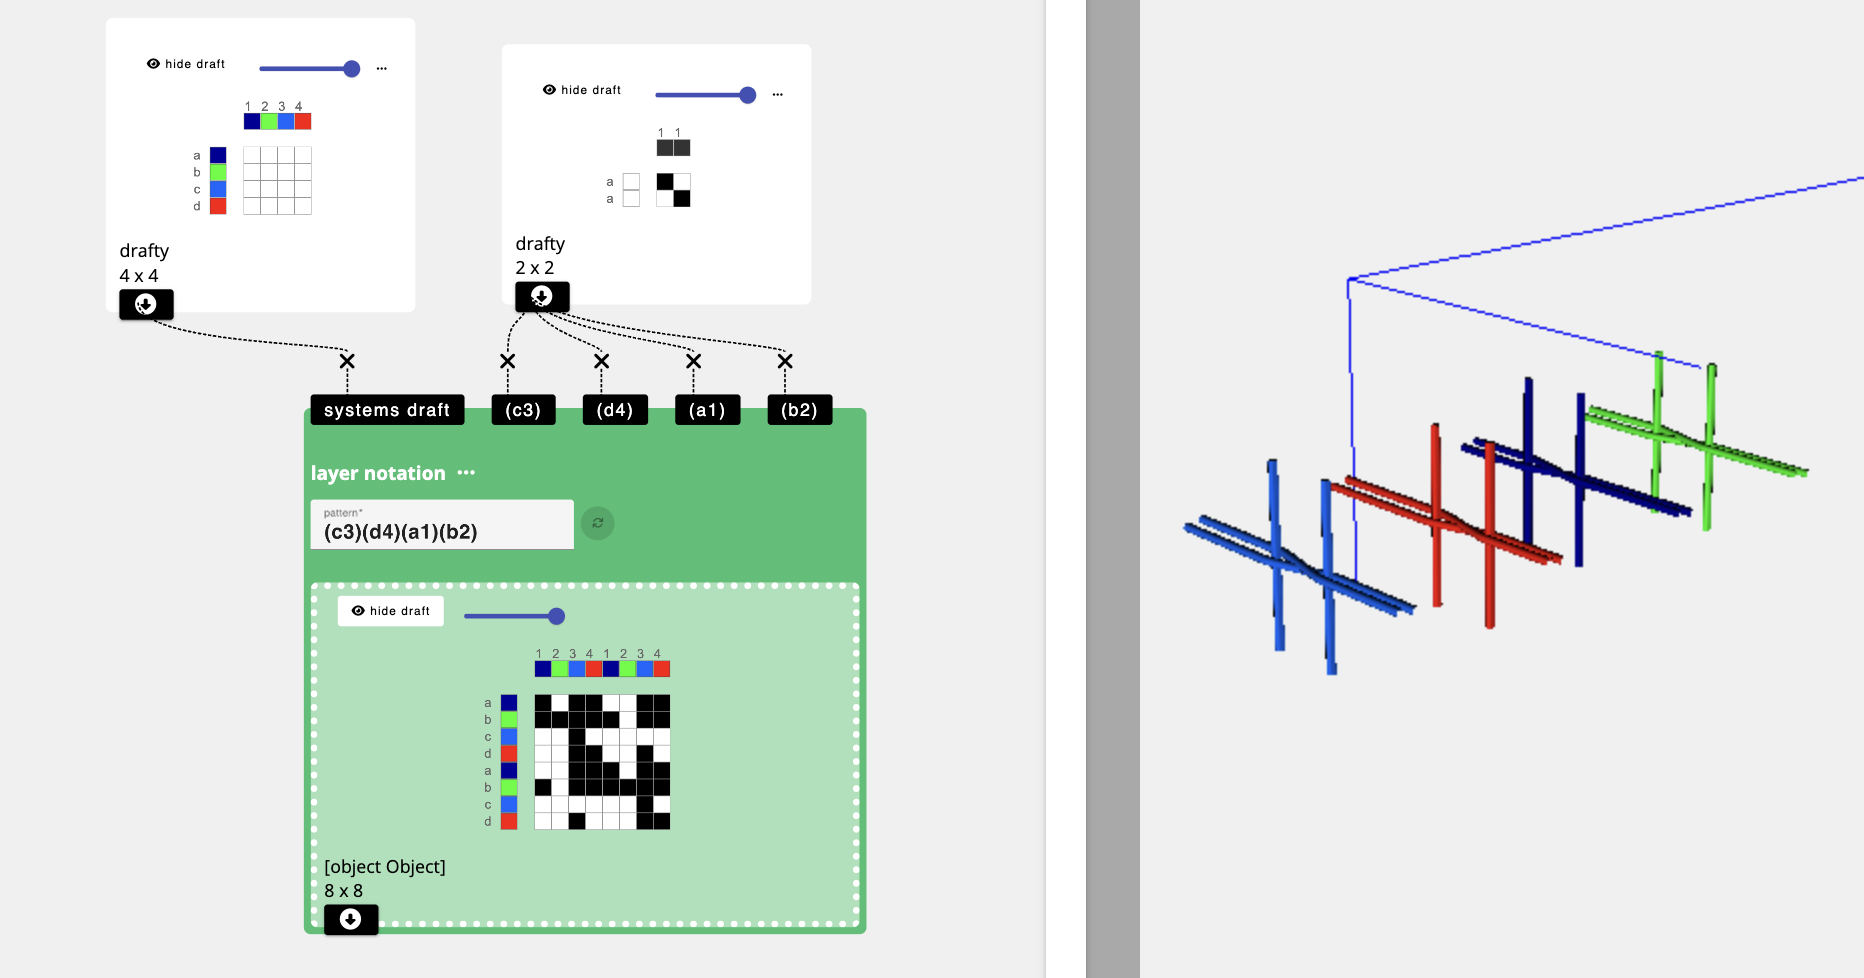 hide draft ...
1 2 3 4
a
b
c
d
drafty
4 x 4
hide draft ...
1 1
a
a
drafty
2 x 2
systems draft (c3) (d4) (a1) (b2)
layer notation ...
pattern*
(c3)(d4)(a1)(b2)
hide draft
1 2 3 4 1 2 3 4
a
b
c
d
a
b
c
d
[object Object]
8 x 8